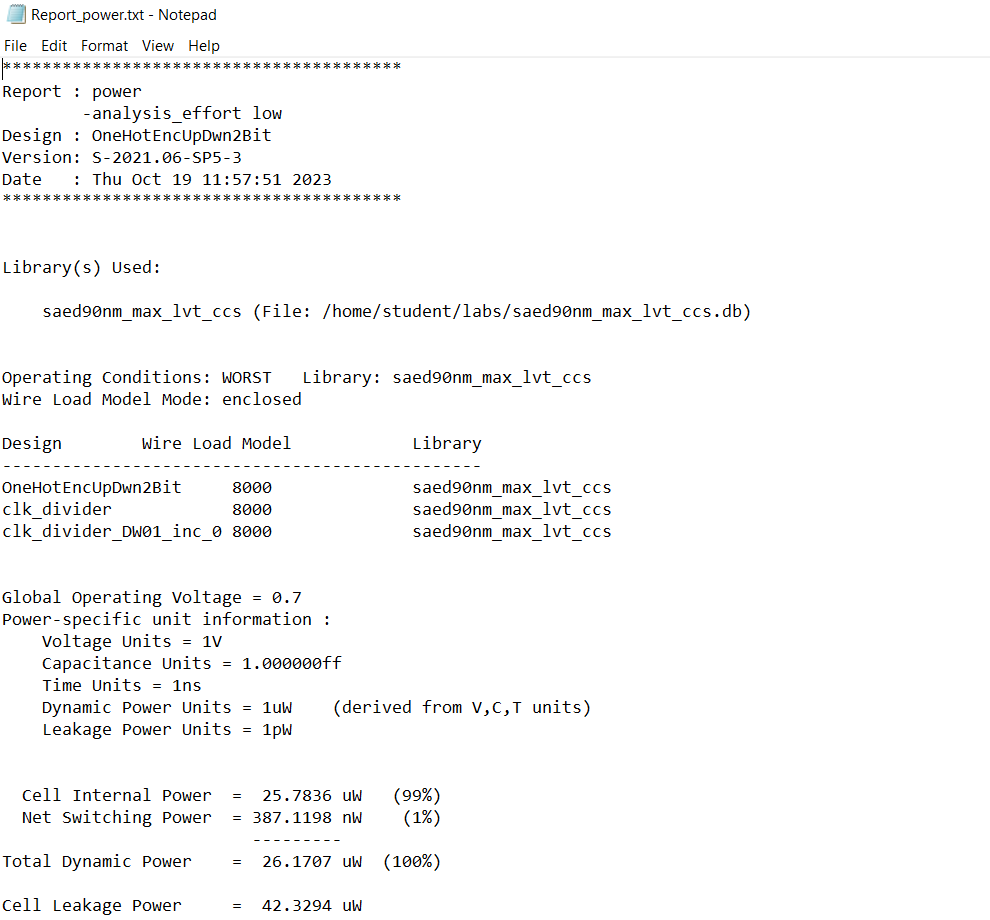 Report_power.txt - Notepad
File Edit Format View Help
****************************************
Report : power
        -analysis_effort low
Design : OneHotEncUpDwn2Bit
Version: S-2021.06-SP5-3
Date   : Thu Oct 19 11:57:51 2023
****************************************
Library(s) Used:
    saed90nm_max_lvt_ccs (File: /home/student/labs/saed90nm_max_lvt_ccs.db)
Operating Conditions: WORST   Library: saed90nm_max_lvt_ccs
Wire Load Model Mode: enclosed
Design        Wire Load Model            Library
------------------------------------------------
OneHotEncUpDwn2Bit     8000              saed90nm_max_lvt_ccs
clk_divider            8000              saed90nm_max_lvt_ccs
clk_divider_DW01_inc_0 8000              saed90nm_max_lvt_ccs
Global Operating Voltage = 0.7
Power-specific unit information :
    Voltage Units = 1V
    Capacitance Units = 1.000000ff
    Time Units = 1ns
    Dynamic Power Units = 1uW    (derived from V,C,T units)
    Leakage Power Units = 1pW
  Cell Internal Power  =  25.7836 uW   (99%)
  Net Switching Power  = 387.1198 nW    (1%)
                         ---------
Total Dynamic Power    =  26.1707 uW  (100%)
Cell Leakage Power     =  42.3294 uW